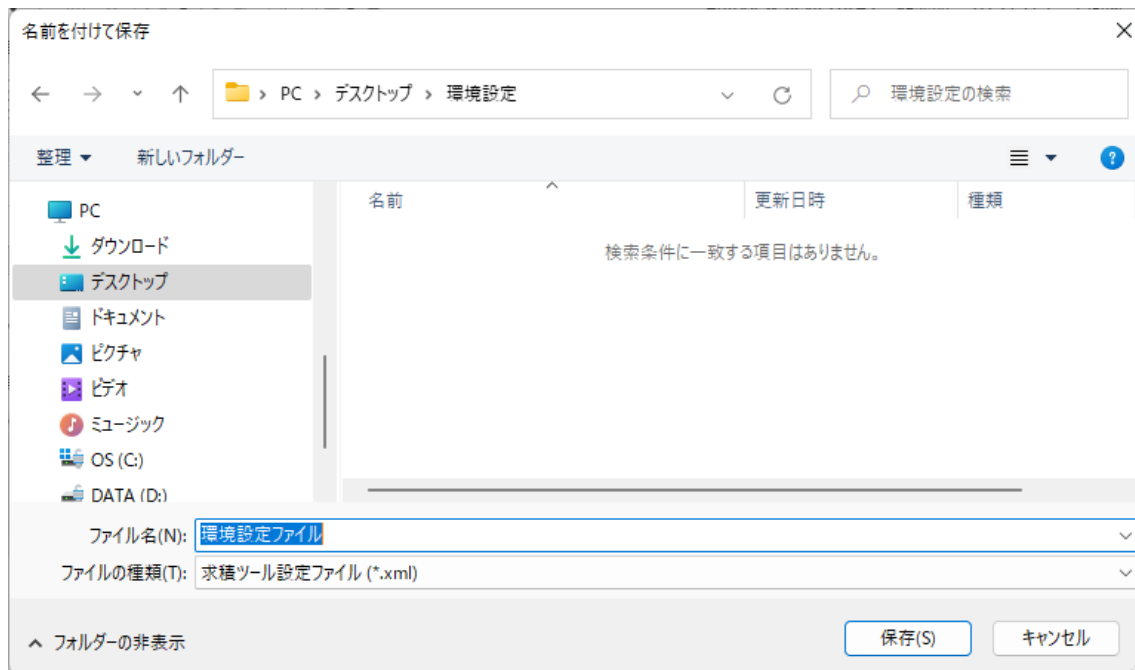 名前を付けて保存
PC › デスクトップ › 環境設定
環境設定の検索
整理
新しいフォルダー
名前
更新日時
種類
検索条件に一致する項目はありません。
PC
ダウンロード
デスクトップ
ドキュメント
ピクチャ
ビデオ
ミュージック
OS (C:)
DATA (D:)
ファイル名(N): 環境設定ファイル
ファイルの種類(T): 求積ツール設定ファイル (*.xml)
フォルダーの非表示
保存(S)
キャンセル